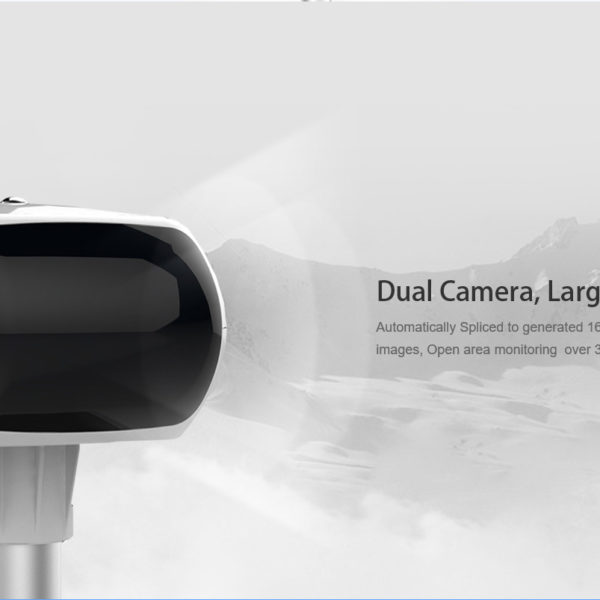 Dual Camera, Larg
Automatically Spliced to generated 16
images, Open area monitoring over 3